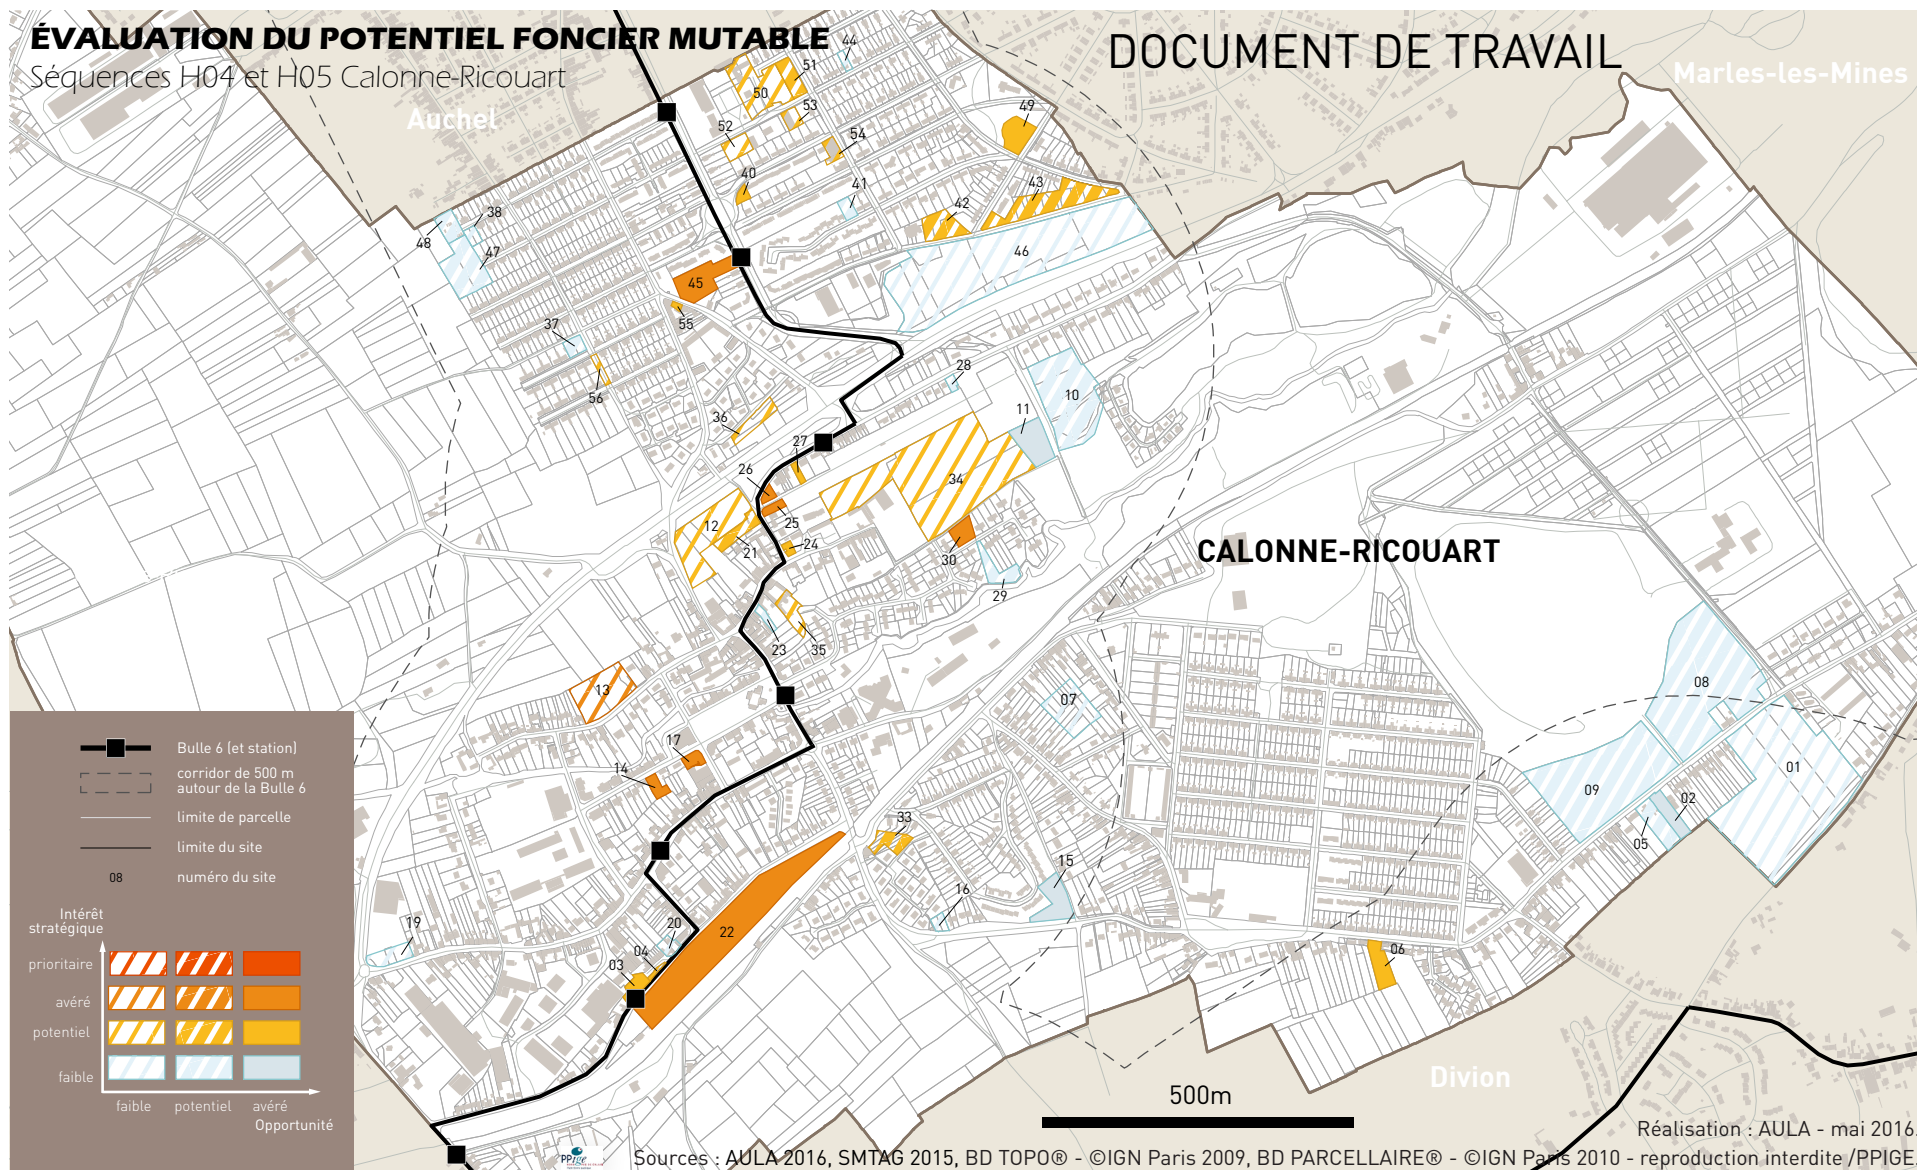 ÉVALUATION DU POTENTIEL FONCIER MUTABLE
Séquences H04 et H05 Calonne-Ricouart
DOCUMENT DE TRAVAIL
Marles-les-Mines
Auchel
44
51
50
53
49
52
54
40
41
43
42
38
48
47
46
45
55
37
56
28
10
11
36
27
26
34
12
25
21
24
30
29
CALONNE-RICOUART
23
35
13
07
08
01
17
14
09
02
05
33
15
16
19
20
22
04
03
06
Bulle 6 (et station)
corridor de 500 m
autour de la Bulle 6
limite de parcelle
limite du site
08 numéro du site
Intérêt
stratégique
prioritaire
avéré
potentiel
faible
faible potentiel avéré
Opportunité
500m
Divion
Réalisation : AULA - mai 2016.
PPige
Sources : AULA 2016, SMTAG 2015, BD TOPO® - ©IGN Paris 2009, BD PARCELLAIRE® - ©IGN Paris 2010 - reproduction interdite /PPIGE.